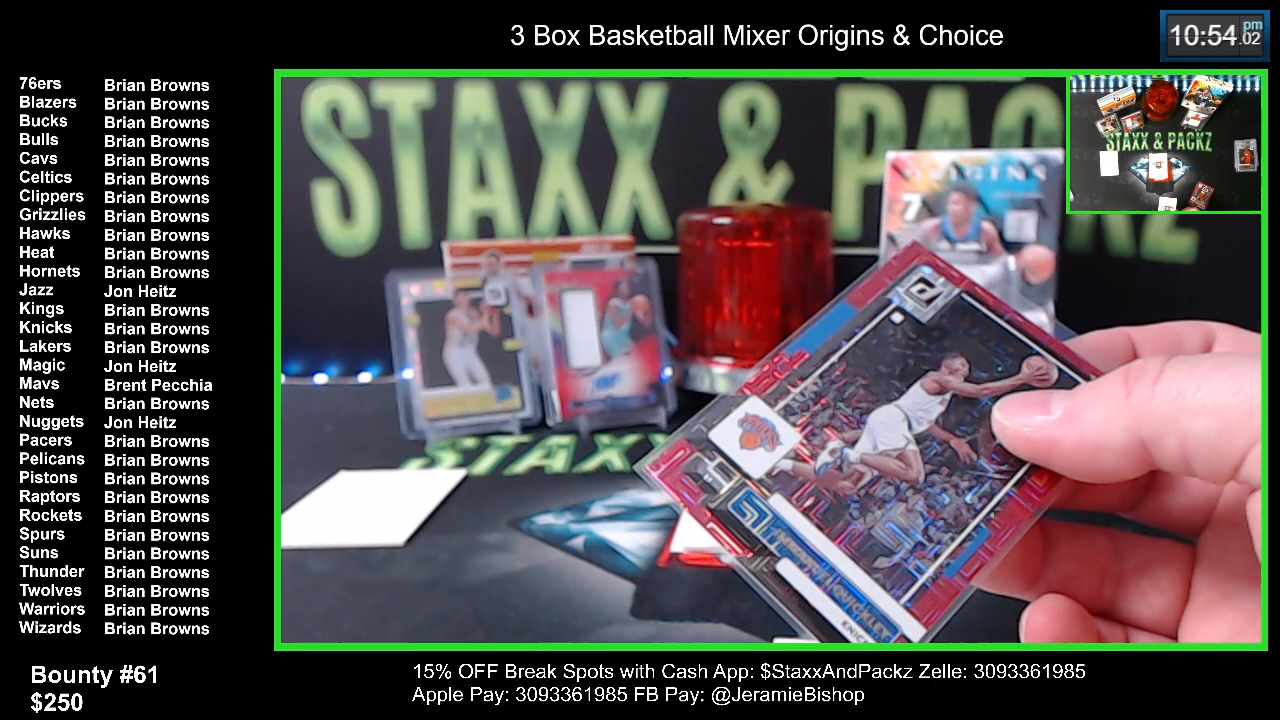 3 Box Basketball Mixer Origins & Choice
10:54 pm .02
76ers Brian Browns
Blazers Brian Browns
Bucks Brian Browns
Bulls Brian Browns
Cavs Brian Browns
Celtics Brian Browns
Clippers Brian Browns
Grizzlies Brian Browns
Hawks Brian Browns
Heat Brian Browns
Hornets Brian Browns
Jazz Jon Heitz
Kings Brian Browns
Knicks Brian Browns
Lakers Brian Browns
Magic Jon Heitz
Mavs Brent Pecchia
Nets Brian Browns
Nuggets Jon Heitz
Pacers Brian Browns
Pelicans Brian Browns
Pistons Brian Browns
Raptors Brian Browns
Rockets Brian Browns
Spurs Brian Browns
Suns Brian Browns
Thunder Brian Browns
Twolves Brian Browns
Warriors Brian Browns
Wizards Brian Browns
STAXX & PACKZ
STAXX & PACKZ
ORIGINS
7
STAXX
QUICKLEY
Bounty #61
$250
15% OFF Break Spots with Cash App: $StaxxAndPackz Zelle: 3093361985
Apple Pay: 3093361985 FB Pay: @JeramieBishop